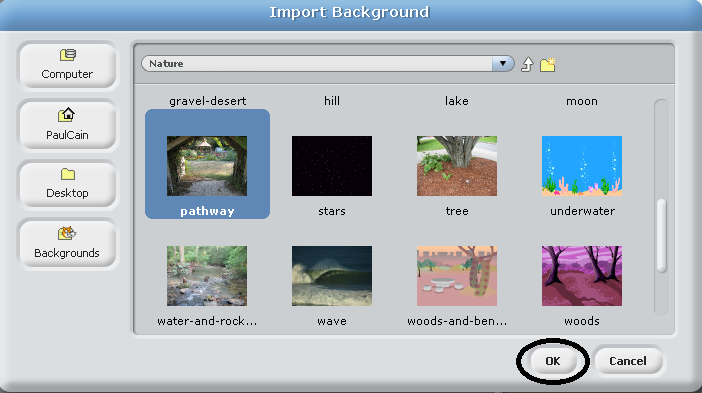 Import Background
Computer
PaulCain
Desktop
Backgrounds
Nature
gravel-desert hill lake moon
pathway stars tree underwater
water-and-rock... wave woods-and-ben... woods
OK Cancel